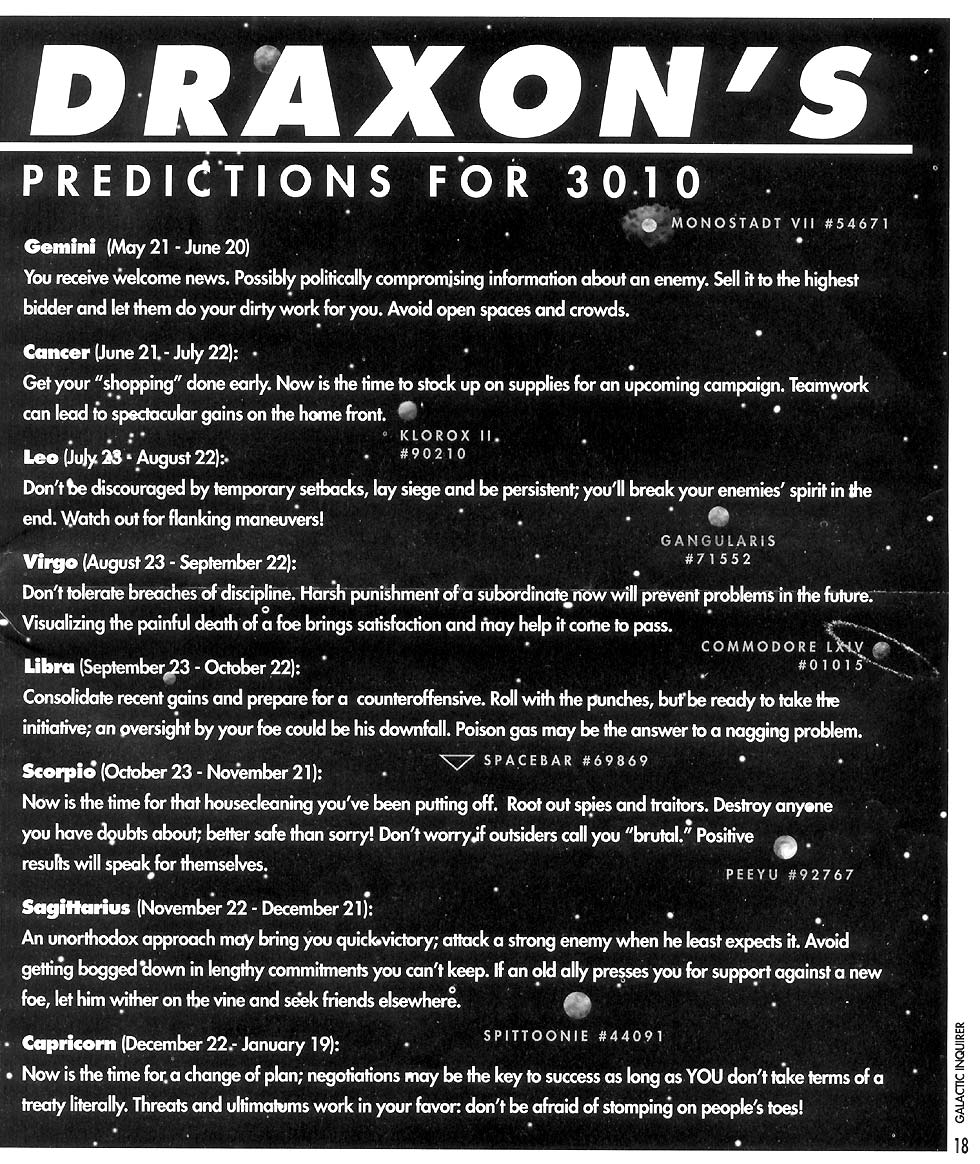 DRAXON'S
PREDICTIONS FOR 3010
MONOSTADT VII #54671
Gemini (May 21 - June 20)
You receive welcome news. Possibly politically compromising information about an enemy. Sell it to the highest
bidder and let them do your dirty work for you. Avoid open spaces and crowds.
Cancer (June 21 - July 22):
Get your "shopping" done early. Now is the time to stock up on supplies for an upcoming campaign. Teamwork
can lead to spectacular gains on the home front.
KLOROX II
#90210
Leo (July 23 - August 22):
Don't be discouraged by temporary setbacks, lay siege and be persistent; you'll break your enemies' spirit in the
end. Watch out for flanking maneuvers!
GANGULARIS
#71552
Virgo (August 23 - September 22):
Don't tolerate breaches of discipline. Harsh punishment of a subordinate now will prevent problems in the future.
Visualizing the painful death of a foe brings satisfaction and may help it come to pass.
COMMODORE LXIV
#01015
Libra (September 23 - October 22):
Consolidate recent gains and prepare for a counteroffensive. Roll with the punches, but be ready to take the
initiative; an oversight by your foe could be his downfall. Poison gas may be the answer to a nagging problem.
SPACEBAR #69869
Scorpio (October 23 - November 21):
Now is the time for that housecleaning you've been putting off. Root out spies and traitors. Destroy anyone
you have doubts about; better safe than sorry! Don't worry if outsiders call you "brutal." Positive
results will speak for themselves.
PEEYU #92767
Sagittarius (November 22 - December 21):
An unorthodox approach may bring you quick victory; attack a strong enemy when he least expects it. Avoid
getting bogged down in lengthy commitments you can't keep. If an old ally presses you for support against a new
foe, let him wither on the vine and seek friends elsewhere.
SPITTOONIE #44091
Capricorn (December 22 - January 19):
Now is the time for a change of plan; negotiations may be the key to success as long as YOU don't take terms of a
treaty literally. Threats and ultimatums work in your favor: don't be afraid of stomping on people's toes!
GALACTIC INQUIRER
18